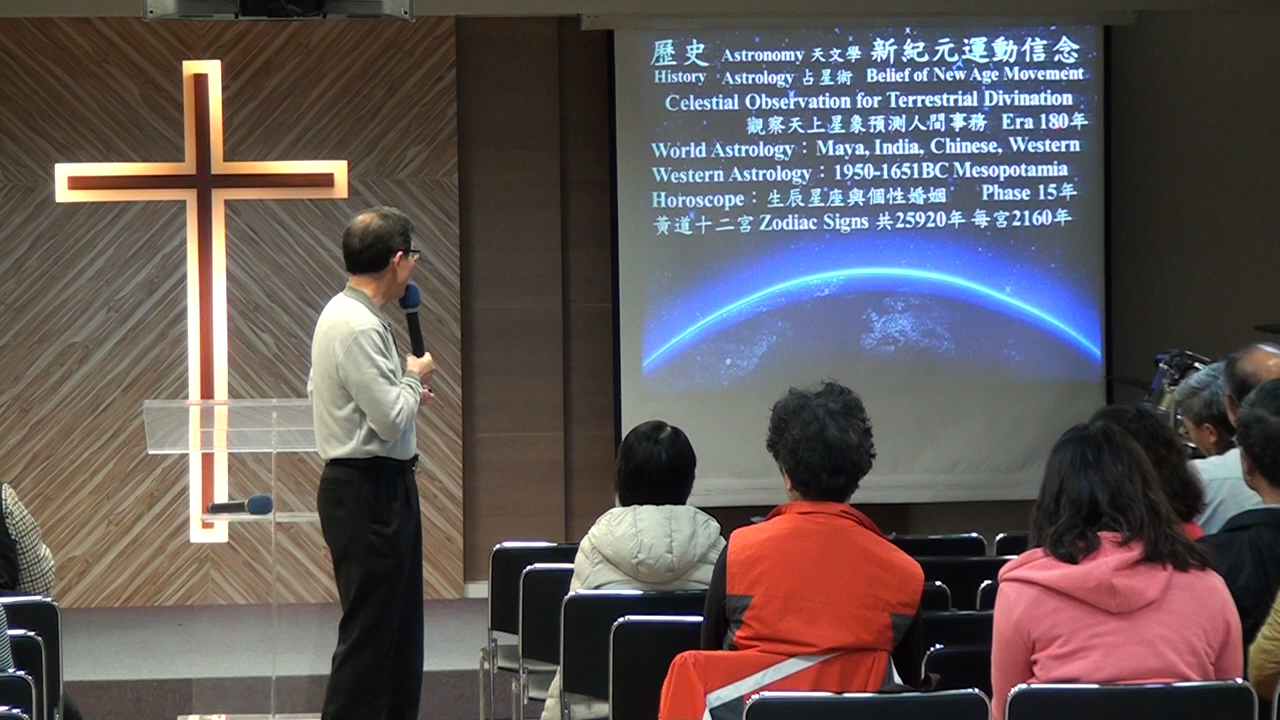 歷史 Astronomy 天文學 新紀元運動信念
History Astrology 占星術 Belief of New Age Movement
Celestial Observation for Terrestrial Divination
觀察天上星象預測人間事務 Era 180年
World Astrology：Maya, India, Chinese, Western
Western Astrology：1950-1651BC Mesopotamia
Horoscope：生辰星座與個性婚姻 Phase 15年
黃道十二宮 Zodiac Signs 共25920年 每宮2160年